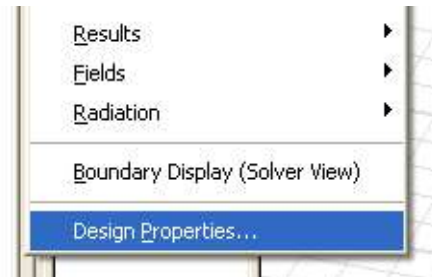 Results
Fields
Radiation
Boundary Display (Solver View)
Design Properties...